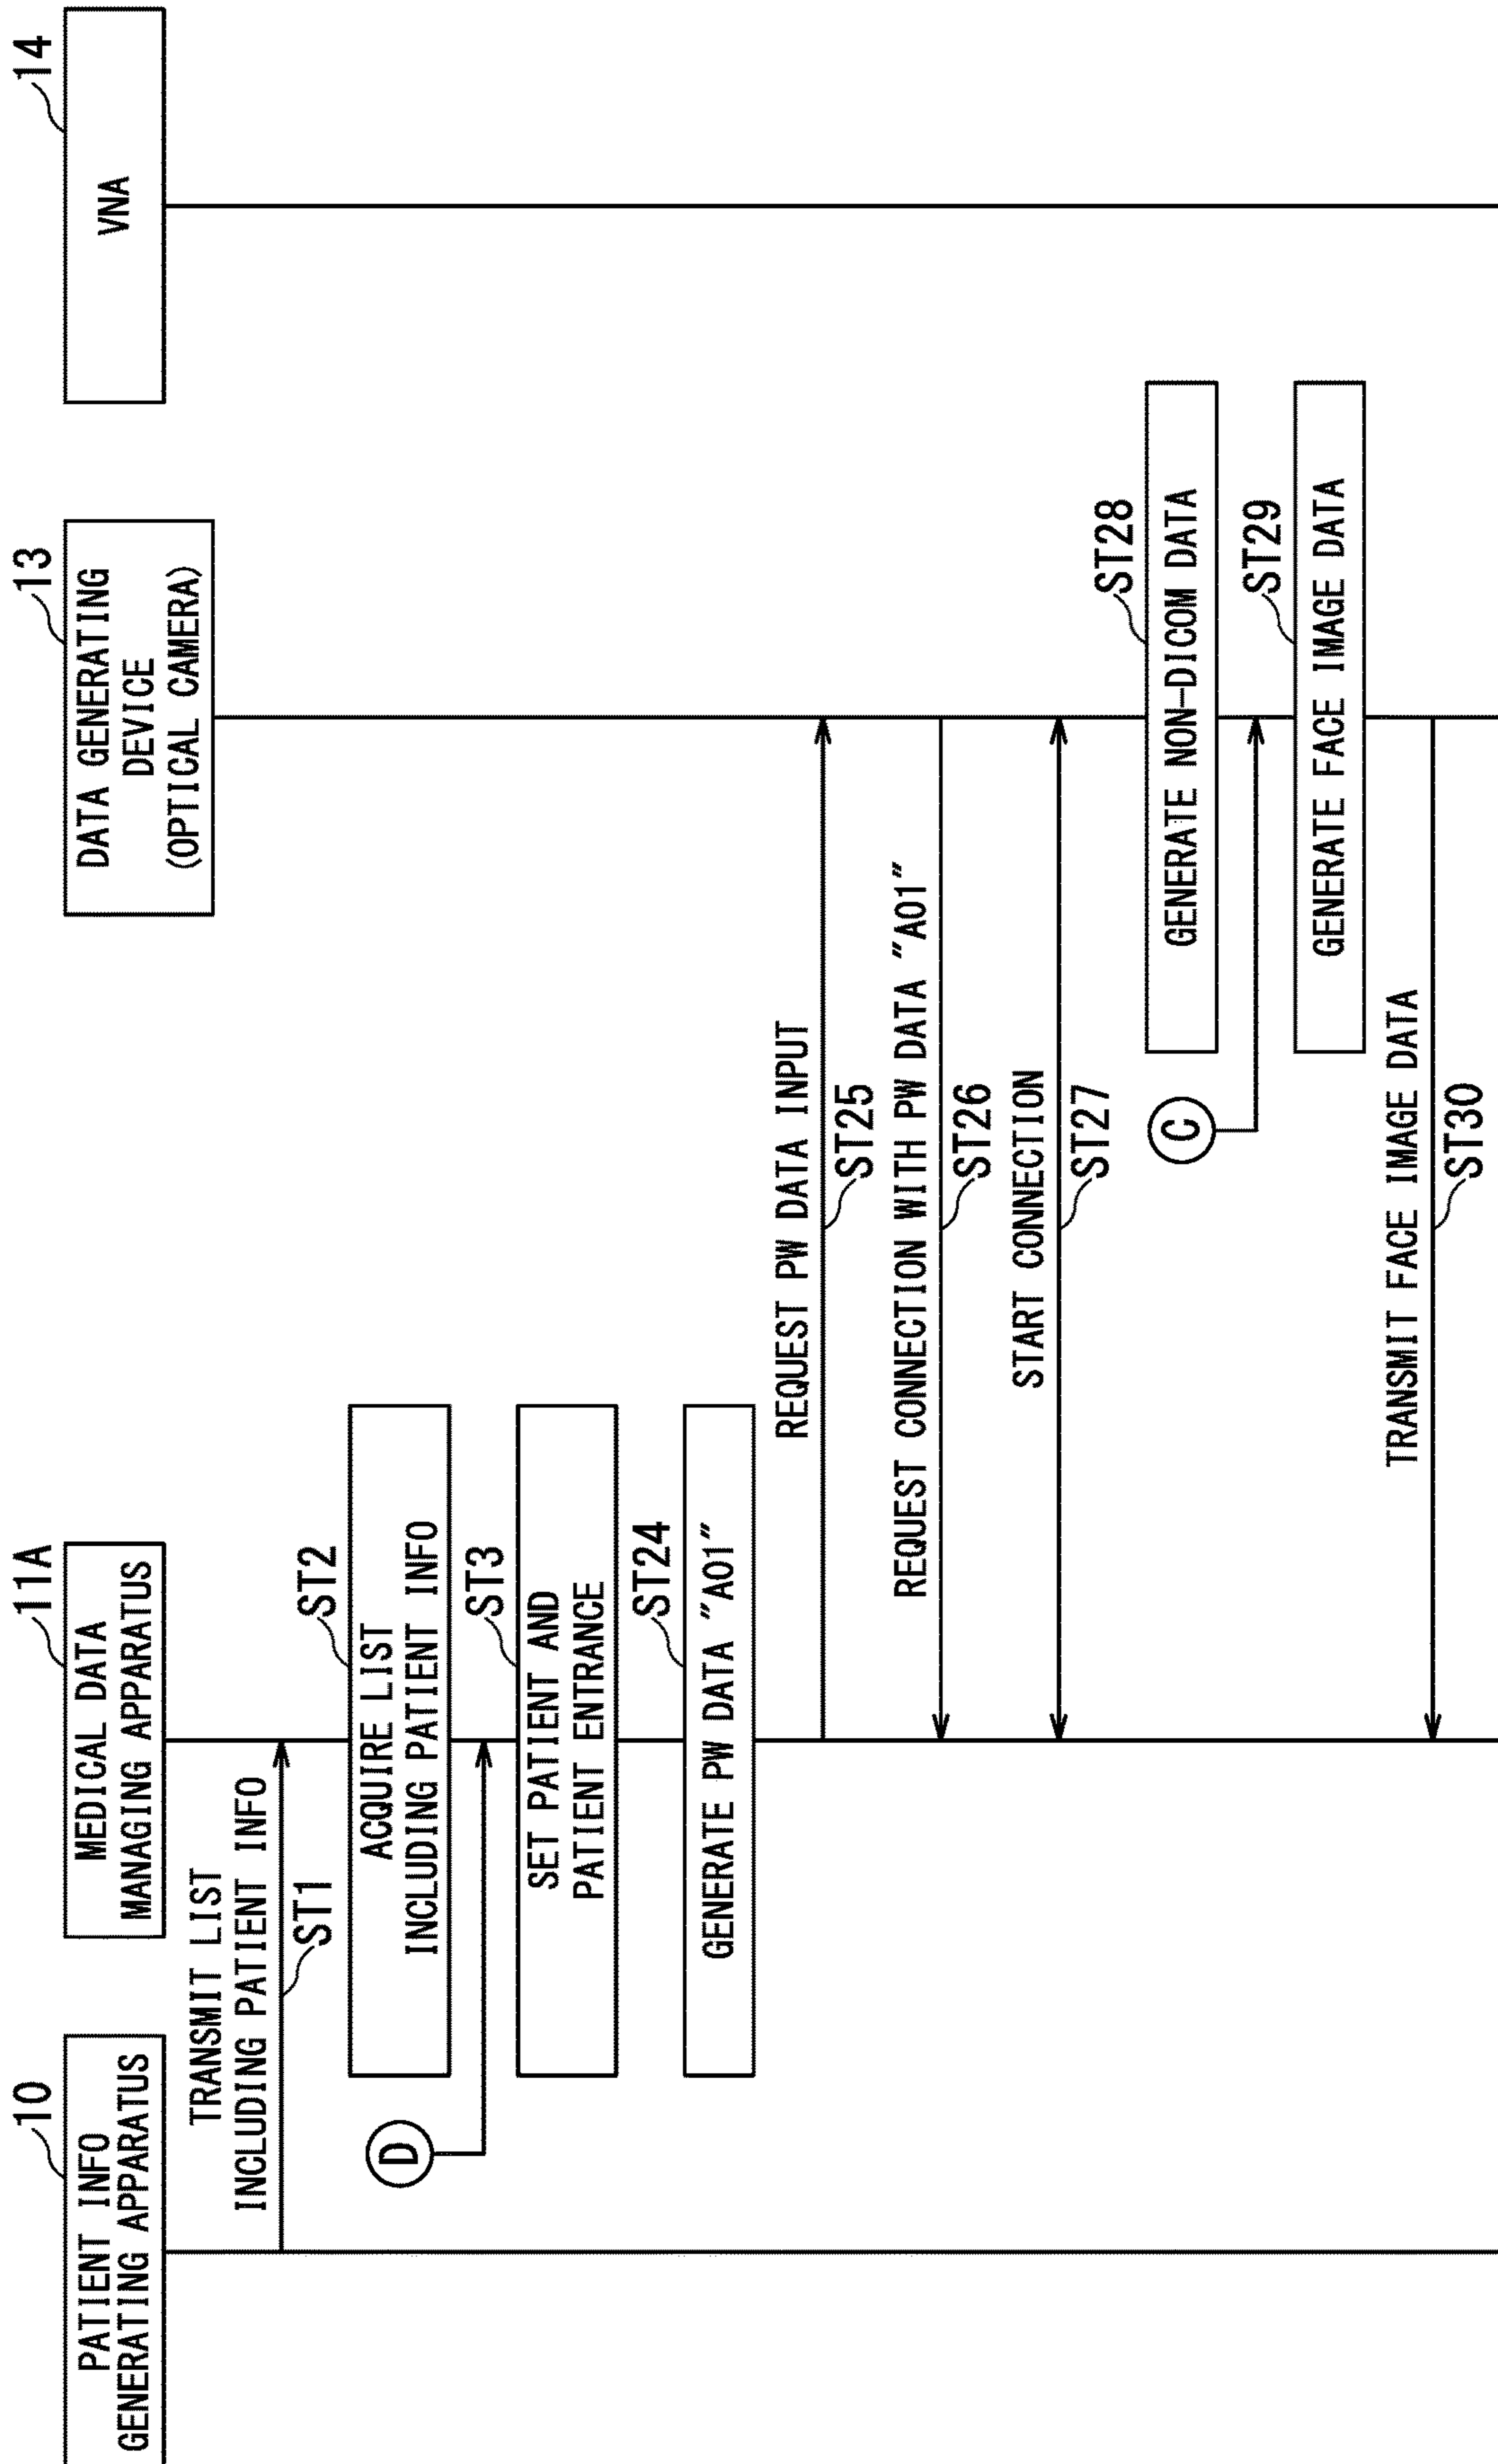 10
PATIENT INFO
GENERATING APPARATUS
11A
MEDICAL DATA
MANAGING APPARATUS
13
DATA GENERATING
DEVICE
(OPTICAL CAMERA)
14
VNA
TRANSMIT LIST
INCLUDING PATIENT INFO
ST1
ST2
ACQUIRE LIST
INCLUDING PATIENT INFO
D
ST3
SET PATIENT AND
PATIENT ENTRANCE
ST24
GENERATE PW DATA "A01"
REQUEST PW DATA INPUT
ST25
REQUEST CONNECTION WITH PW DATA "A01"
ST26
START CONNECTION
ST27
ST28
GENERATE NON-DICOM DATA
C
ST29
GENERATE FACE IMAGE DATA
TRANSMIT FACE IMAGE DATA
ST30